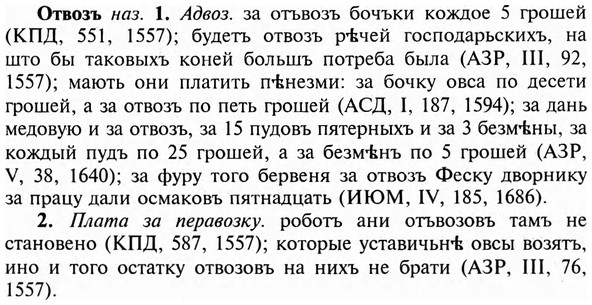 Отвозъ наз. 1. Адвоз. за отъвозъ бочъки кождое 5 грошей
(КПД, 551, 1557); будетъ отвозъ рѣчей господарьскихъ, на
што бы таковыхъ коней большъ потреба была (АЗР, III, 92,
1557); мають они платить пѣнезми: за бочку овса по десети
грошей, а за отвозъ по петь грошей (АСД, I, 187, 1594); за дань
медовую и за отвозъ, за 15 пудовъ пятерныхъ и за 3 безмѣны, за
каждый пудъ по 25 грошей, а за безмѣнъ по 5 грошей (АЗР,
V, 38, 1640); за фуру того бервеня за отвозъ Феску дворнику
за працу дали осмаковъ пятнадцать (ИЮМ, IV, 185, 1686).
2. Плата за перавозку. роботъ ани отъвозовъ тамъ не
становено (КПД, 587, 1557); которые уставичьнѣ овсы возятъ,
ино и того остатку отвозовъ на нихъ не брати (АЗР, III, 76,
1557).